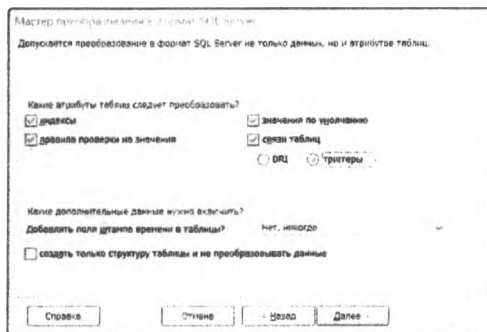 Мастер преобразования в формат SQL Server
Допускается преобразование в формат SQL Server не только данных, но и атрибутов таблиц.
Какие атрибуты таблиц следует преобразовать?
индексы
значения по умолчанию
правила проверки на значения
связи таблиц
DRI
триггеры
Какие дополнительные данные нужно включить?
Добавлять поля штампа времени в таблицы?
Нет, никогда
создать только структуру таблицы и не преобразовывать данные
Справка
Отмена
< Назад
Далее >